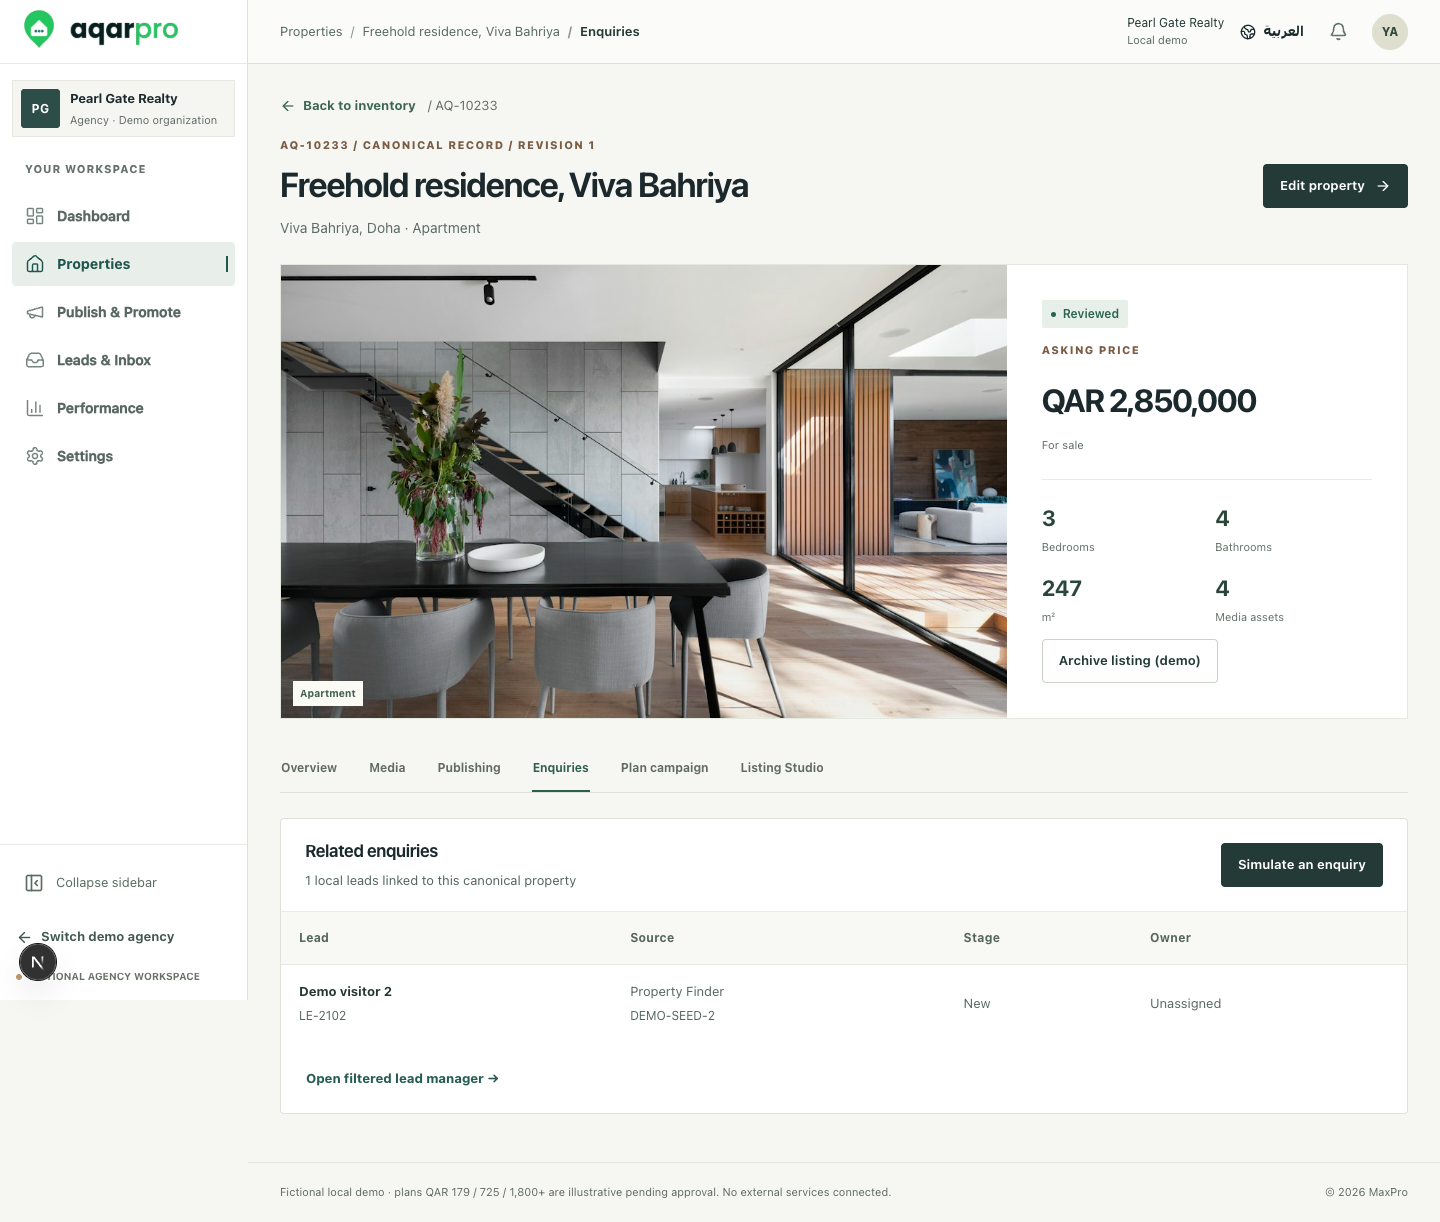 aqarpro
Properties / Freehold residence, Viva Bahriya / Enquiries
Pearl Gate Realty
Local demo
العربية
YA
PG
Pearl Gate Realty
Agency · Demo organization
YOUR WORKSPACE
Dashboard
Properties
Publish & Promote
Leads & Inbox
Performance
Settings
Collapse sidebar
Switch demo agency
N
IONAL AGENCY WORKSPACE
Back to inventory / AQ-10233
AQ-10233 / CANONICAL RECORD / REVISION 1
Freehold residence, Viva Bahriya
Viva Bahriya, Doha · Apartment
Edit property →
Apartment
Reviewed
ASKING PRICE
QAR 2,850,000
For sale
3
Bedrooms
4
Bathrooms
247
m²
4
Media assets
Archive listing (demo)
Overview
Media
Publishing
Enquiries
Plan campaign
Listing Studio
Related enquiries
1 local leads linked to this canonical property
Simulate an enquiry
Lead Source Stage Owner
Demo visitor 2
LE-2102
Property Finder
DEMO-SEED-2
New
Unassigned
Open filtered lead manager →
Fictional local demo · plans QAR 179 / 725 / 1,800+ are illustrative pending approval. No external services connected.
© 2026 MaxPro